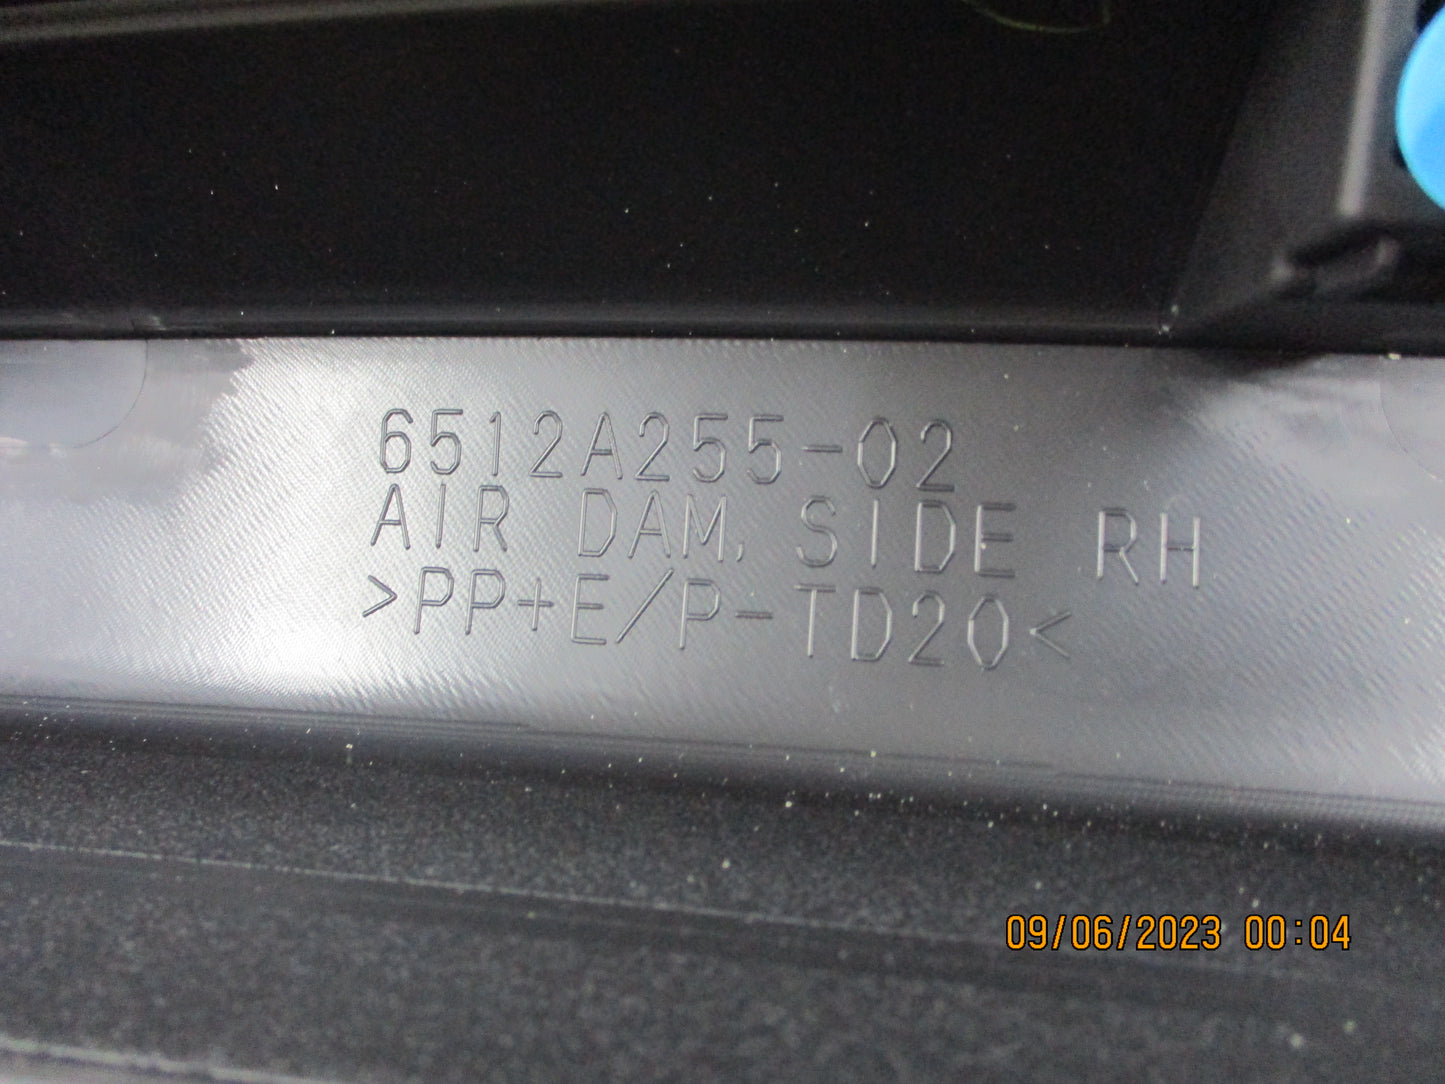 6512A255-02
AIR DAM, SIDE RH
>PP+E/P-TD20<
09/06/2023 00:04